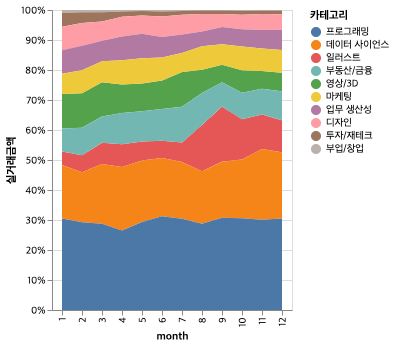 100%
90%
80%
70%
60%
50%
40%
30%
20%
10%
0%
실거래금액
1
2
3
4
5
6
7
8
9
10
11
12
month
카테고리
프로그래밍
데이터 사이언스
일러스트
부동산/금융
영상/3D
마케팅
업무 생산성
디자인
투자/재테크
부업/창업